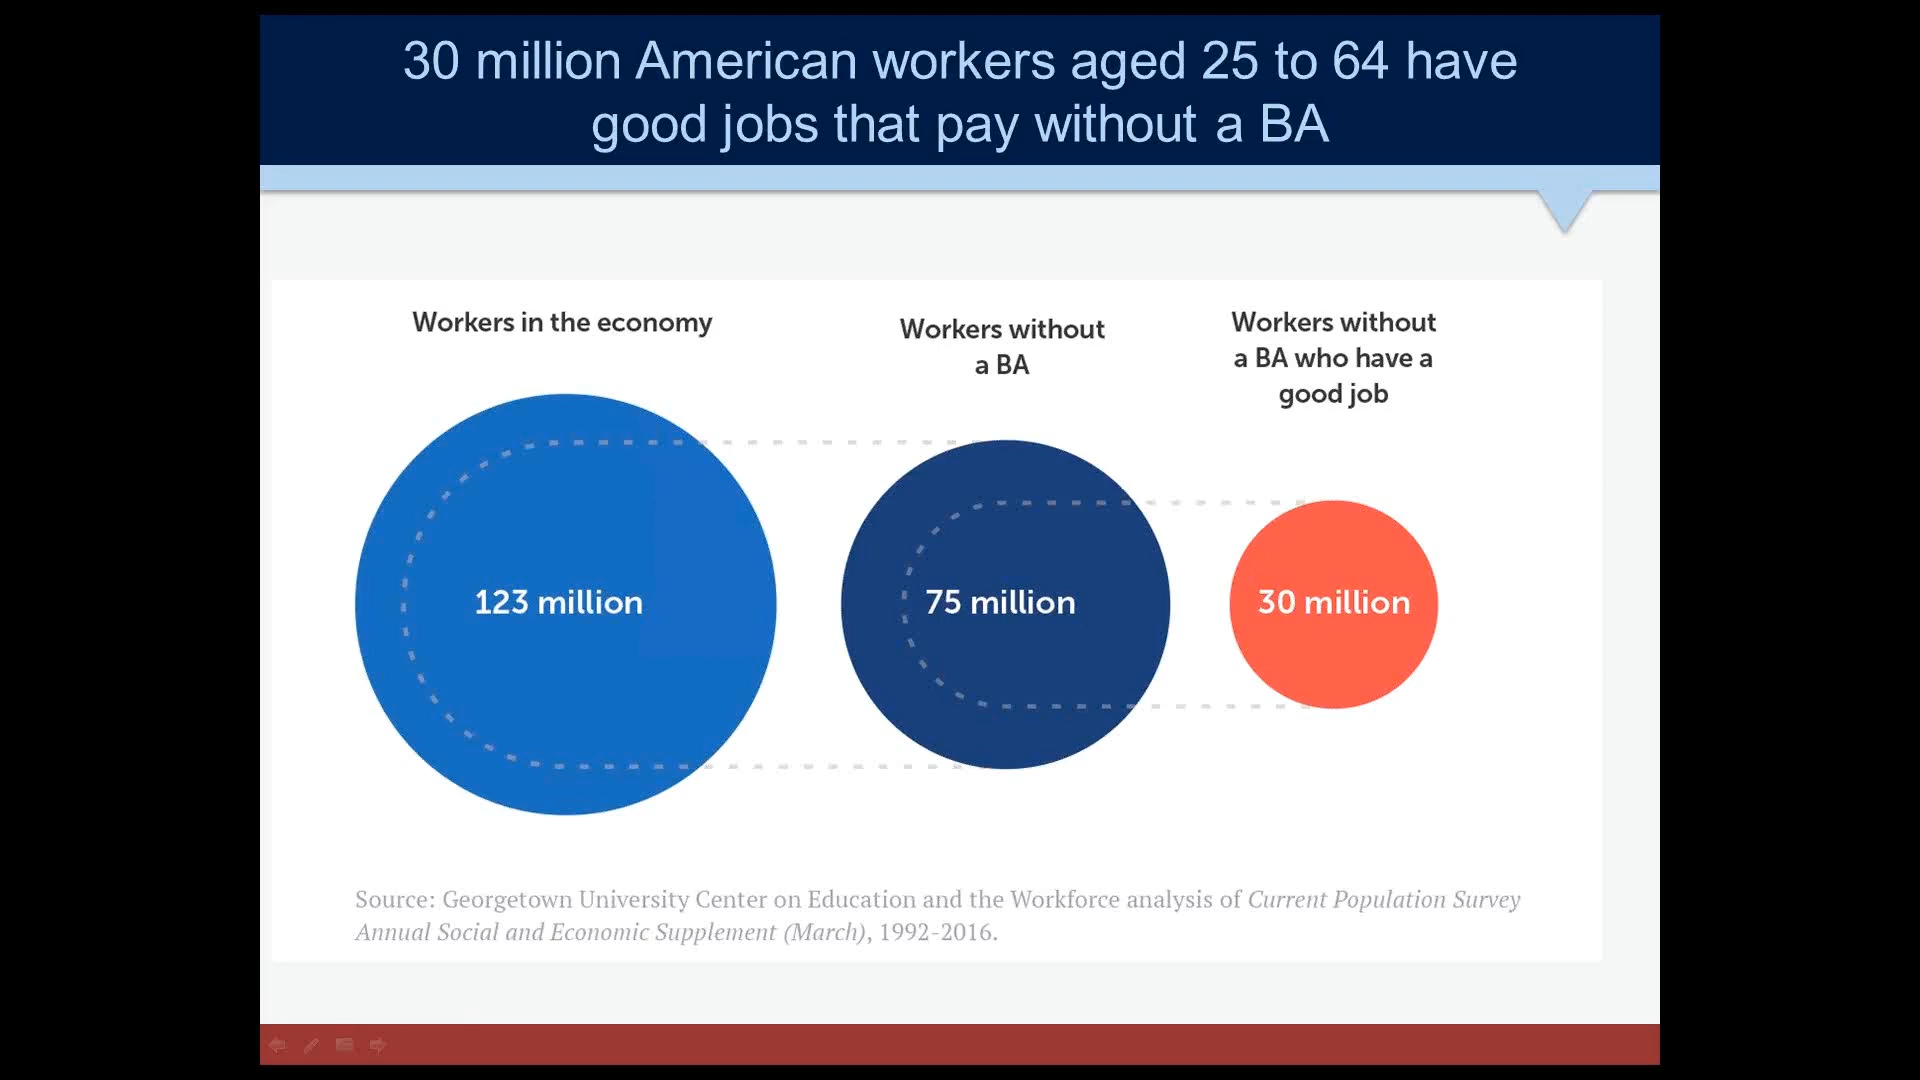 30 million American workers aged 25 to 64 have
good jobs that pay without a BA
Workers in the economy
Workers without
a BA
Workers without
a BA who have a
good job
123 million
75 million
30 million
Source: Georgetown University Center on Education and the Workforce analysis of Current Population Survey
Annual Social and Economic Supplement (March), 1992-2016.